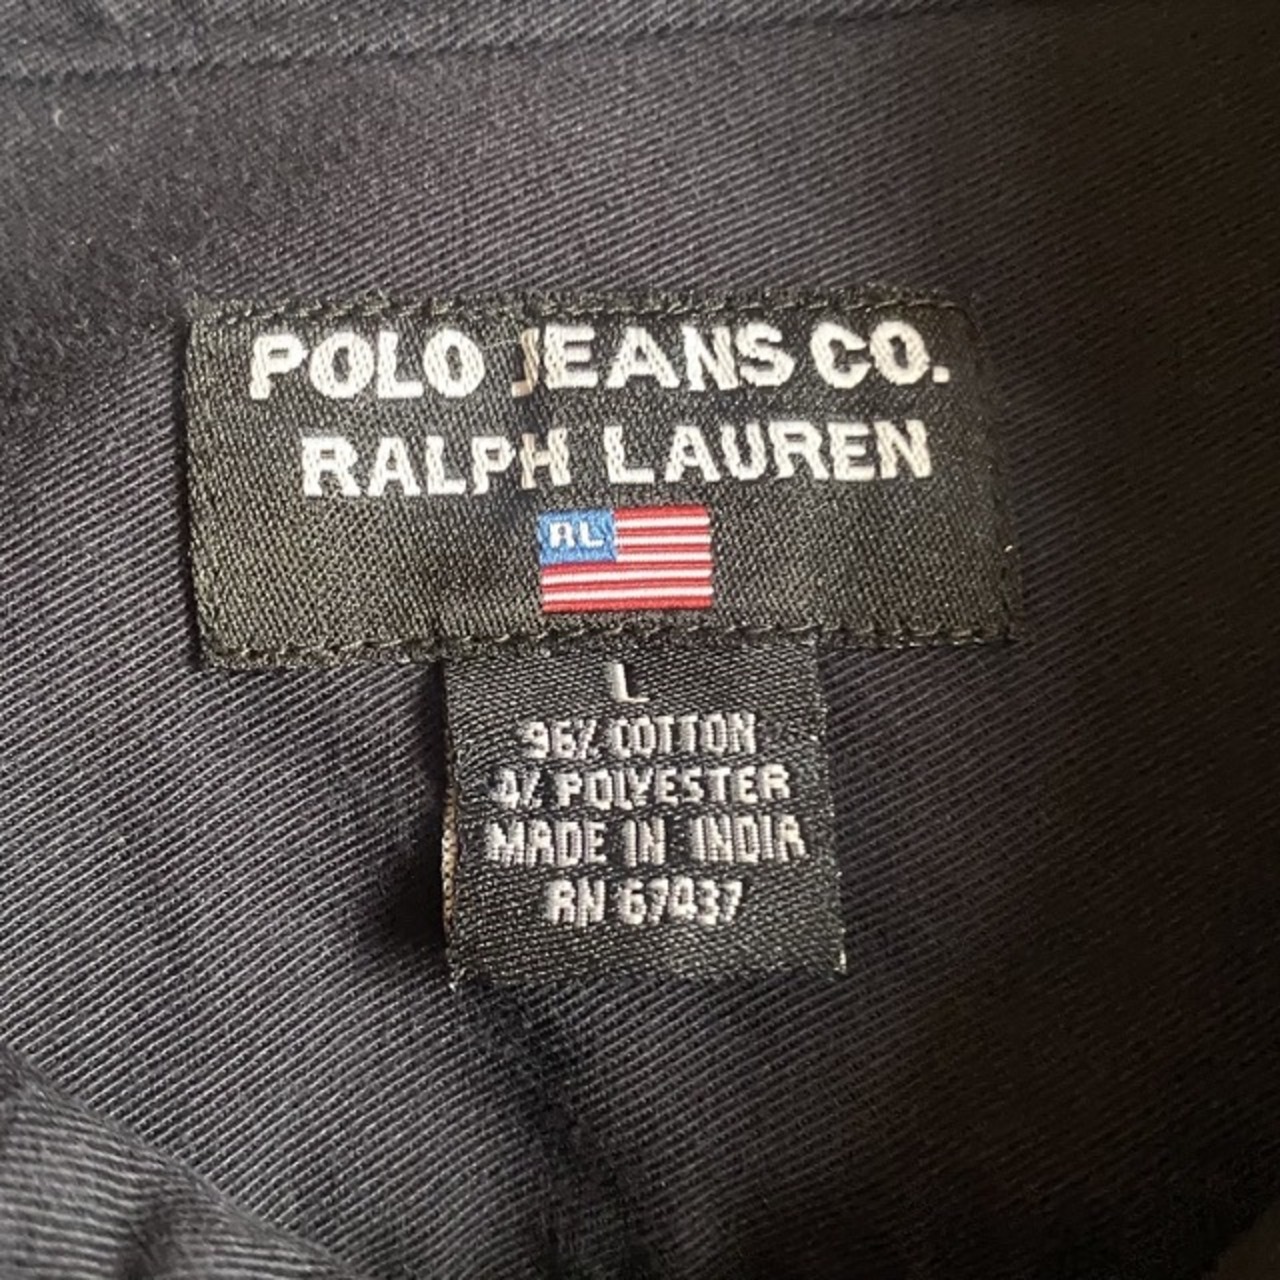 POLO JEANS CO.
RALPH LAUREN
RL
L
96% COTTON
4% POLYESTER
MADE IN INDIA
RN 67437